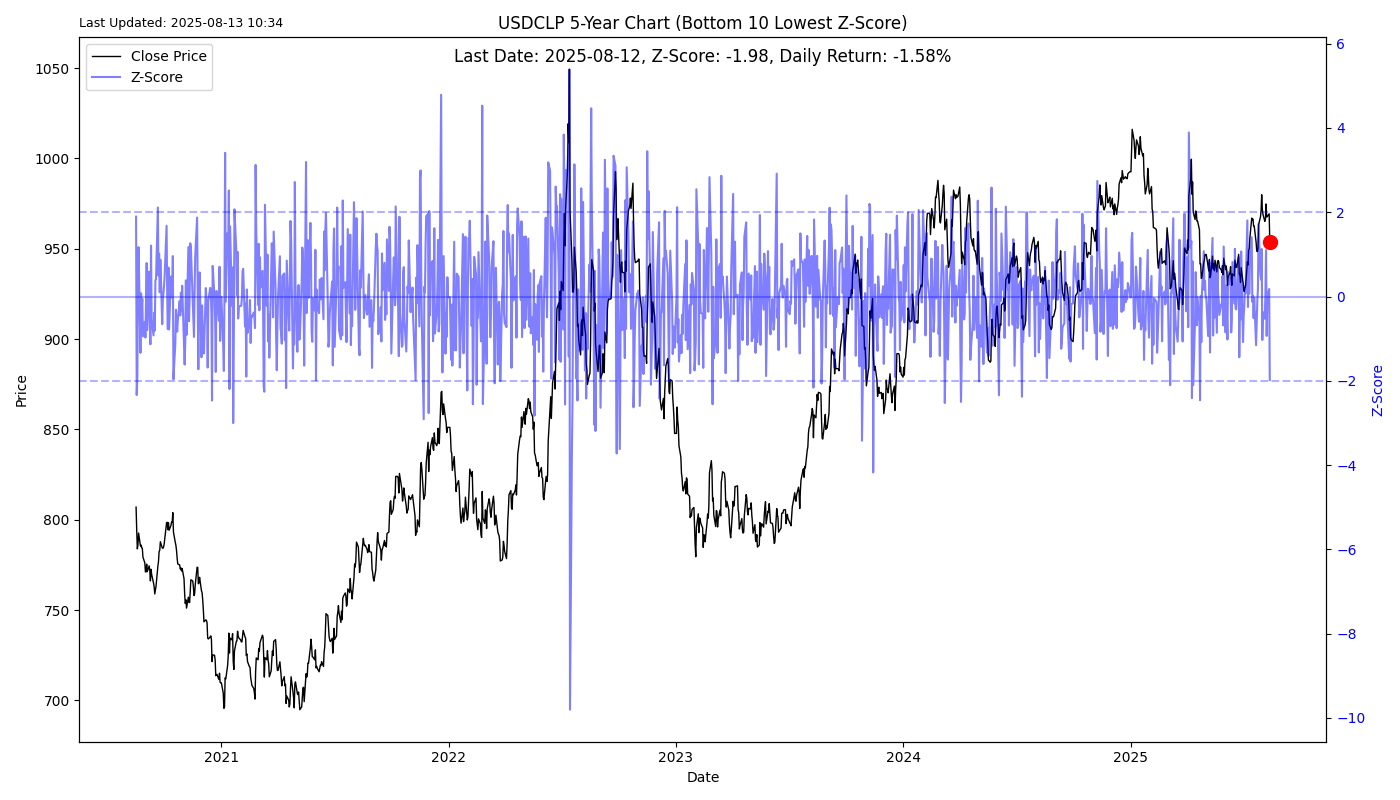 Last Updated: 2025-08-13 10:34
USDCLP 5-Year Chart (Bottom 10 Lowest Z-Score)
Last Date: 2025-08-12, Z-Score: -1.98, Daily Return: -1.58%
Close Price
Z-Score
Price
1050
1000
950
900
850
800
750
700
6
4
2
0
−2
−4
−6
−8
−10
Z-Score
2021
2022
2023
2024
2025
Date